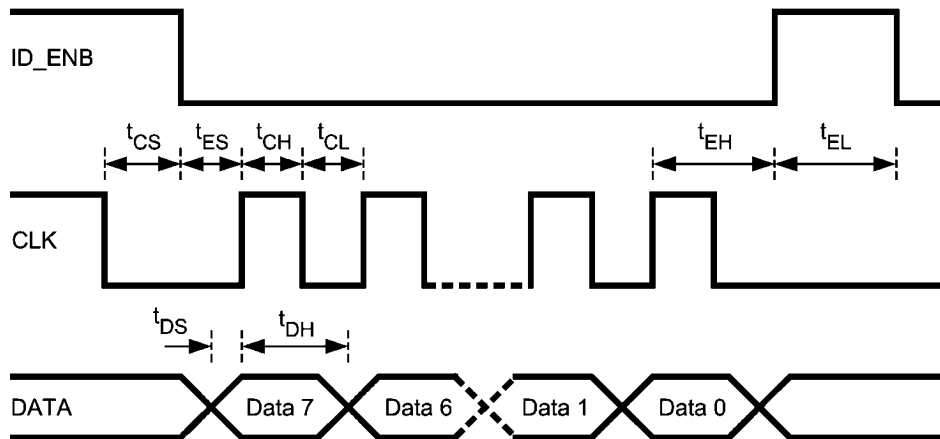 ID_ENB
tCS tES tCH tCL tEH tEL
CLK
tDS tDH
DATA Data 7 Data 6 Data 1 Data 0